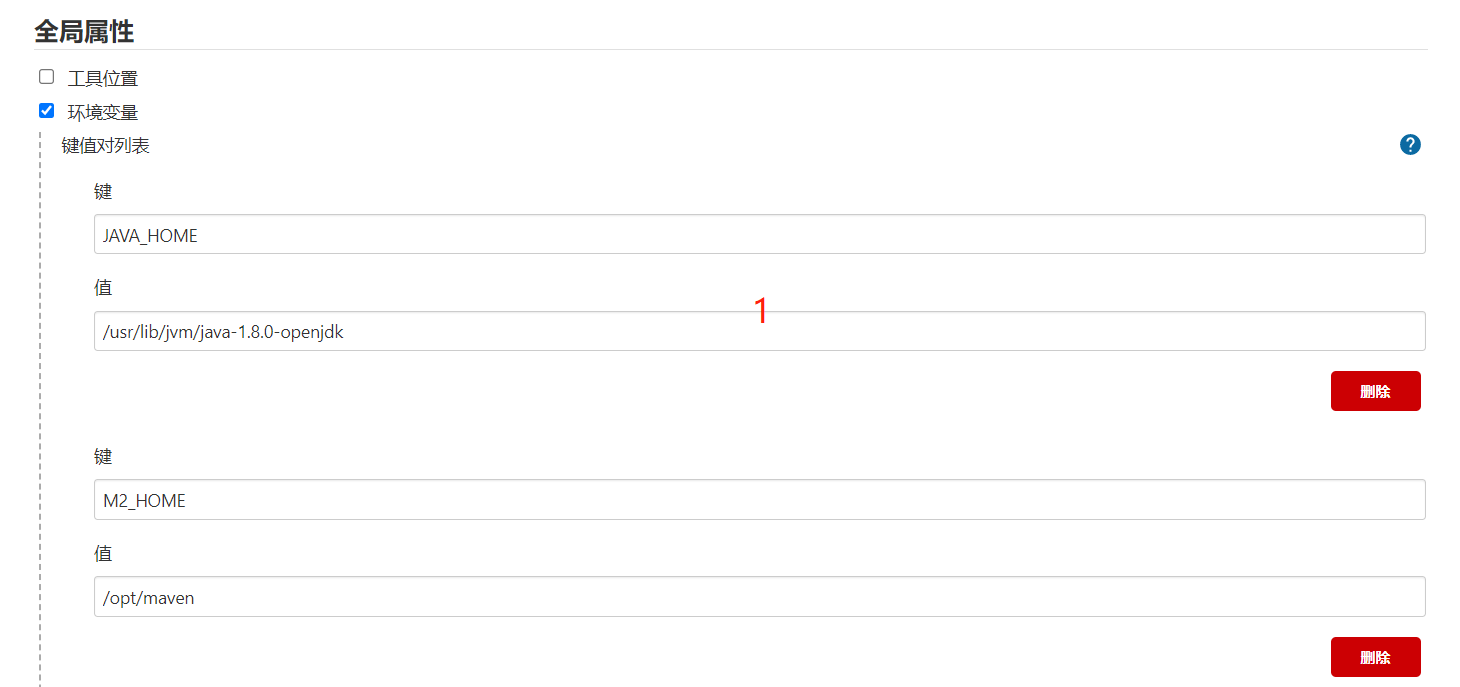 全局属性
工具位置
环境变量
键值对列表
?
键
JAVA_HOME
值
1
/usr/lib/jvm/java-1.8.0-openjdk
删除
键
M2_HOME
值
/opt/maven
删除